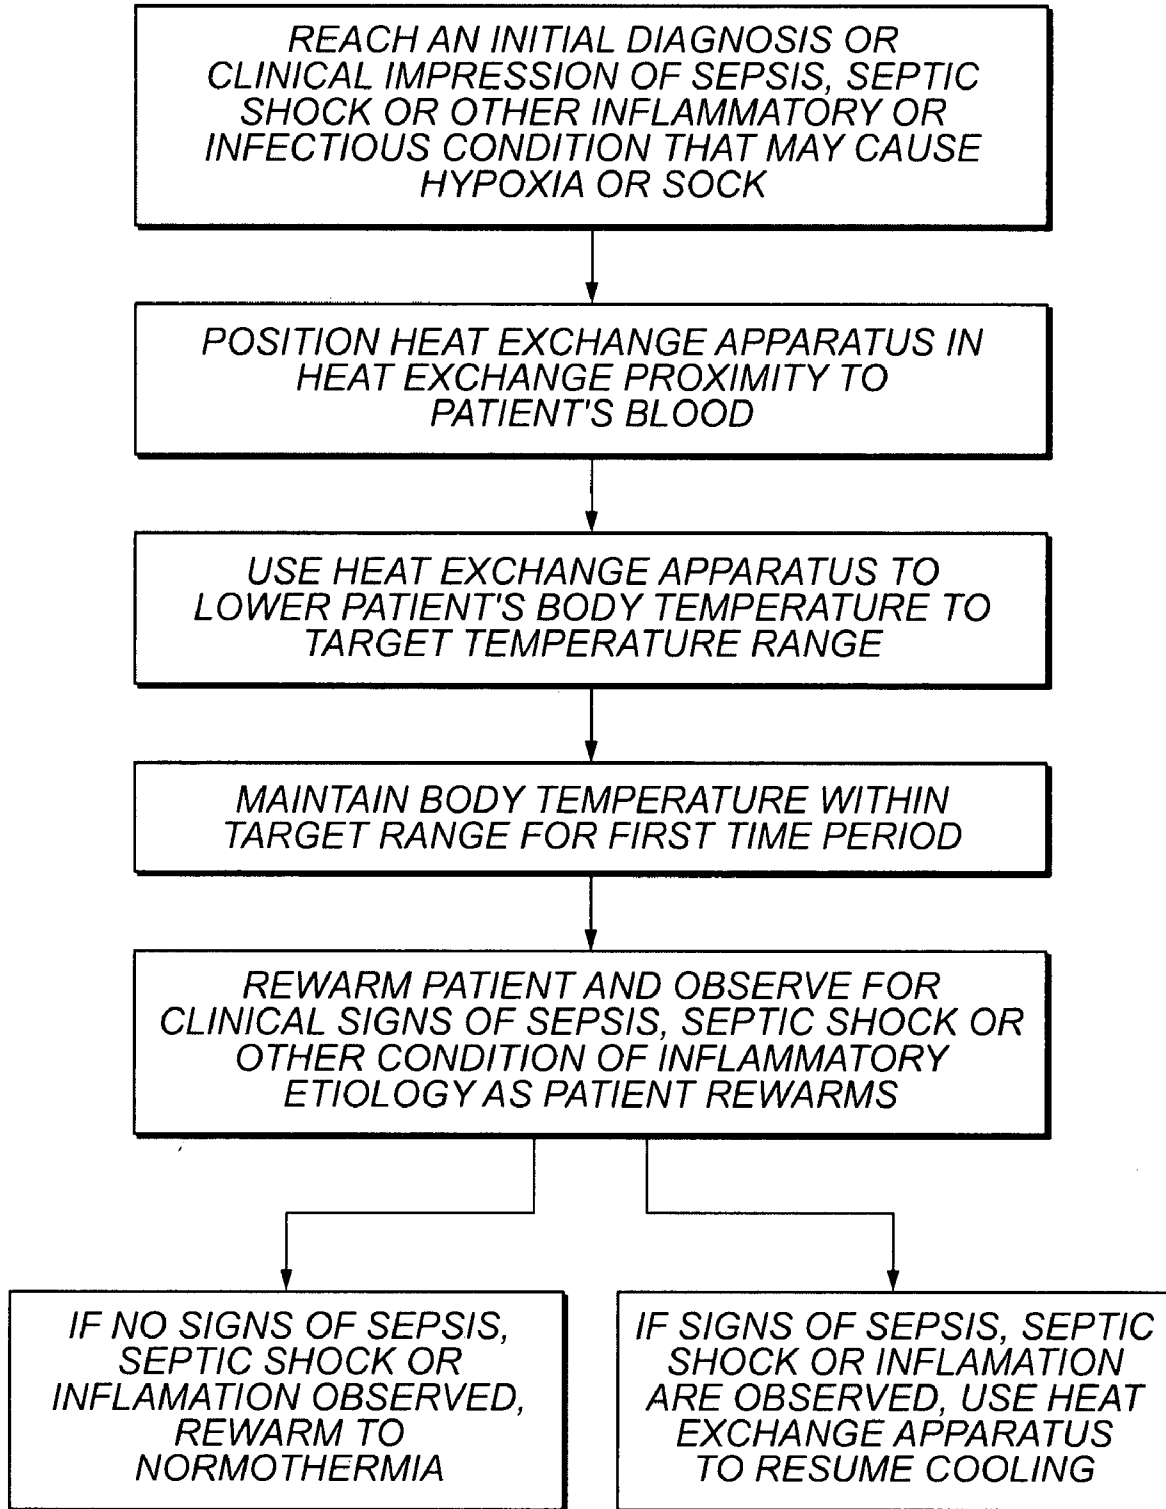 REACH AN INITIAL DIAGNOSIS OR
CLINICAL IMPRESSION OF SEPSIS, SEPTIC
SHOCK OR OTHER INFLAMMATORY OR
INFECTIOUS CONDITION THAT MAY CAUSE
HYPOXIA OR SOCK
POSITION HEAT EXCHANGE APPARATUS IN
HEAT EXCHANGE PROXIMITY TO
PATIENT'S BLOOD
USE HEAT EXCHANGE APPARATUS TO
LOWER PATIENT'S BODY TEMPERATURE TO
TARGET TEMPERATURE RANGE
MAINTAIN BODY TEMPERATURE WITHIN
TARGET RANGE FOR FIRST TIME PERIOD
REWARM PATIENT AND OBSERVE FOR
CLINICAL SIGNS OF SEPSIS, SEPTIC SHOCK OR
OTHER CONDITION OF INFLAMMATORY
ETIOLOGY AS PATIENT REWARMS
IF NO SIGNS OF SEPSIS,
SEPTIC SHOCK OR
INFLAMATION OBSERVED,
REWARM TO
NORMOTHERMIA
IF SIGNS OF SEPSIS, SEPTIC
SHOCK OR INFLAMATION
ARE OBSERVED, USE HEAT
EXCHANGE APPARATUS
TO RESUME COOLING